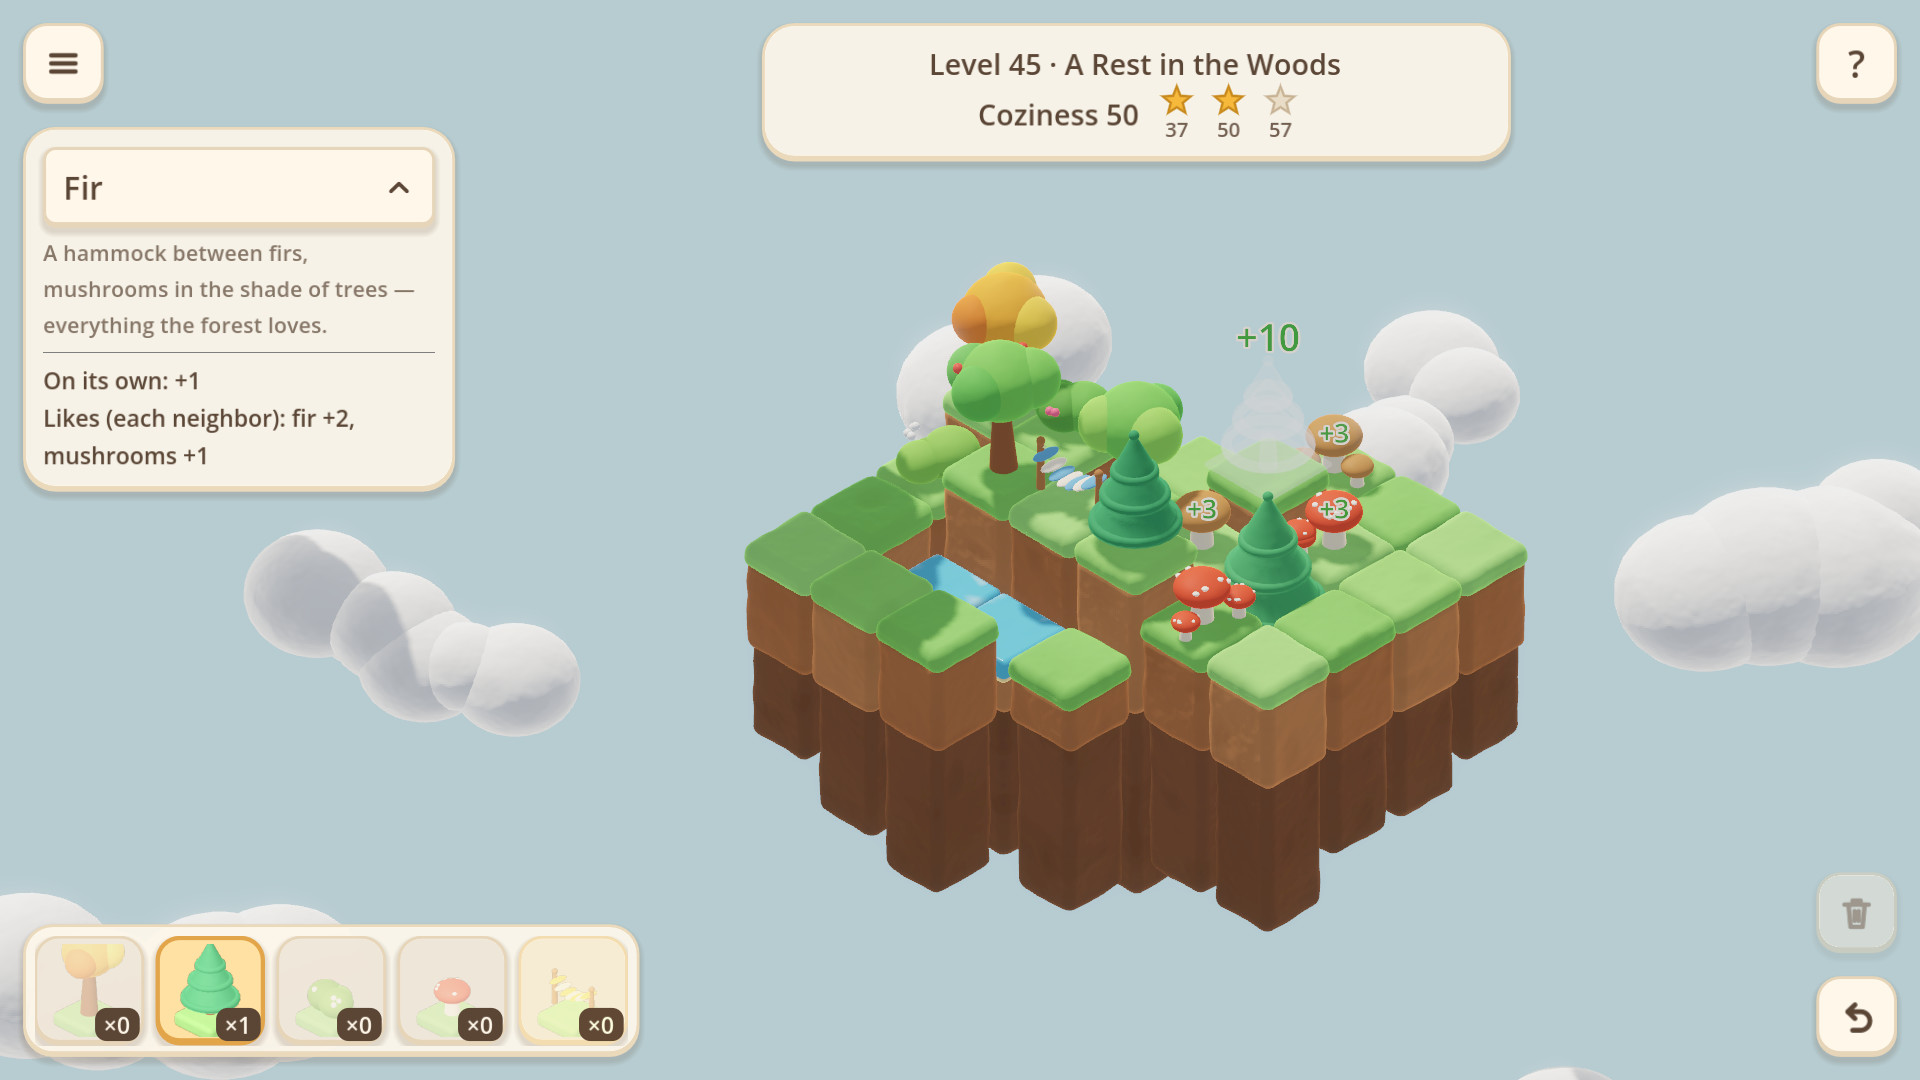 Level 45 · A Rest in the Woods
Coziness 50
37
50
57
?
Fir
A hammock between firs,
mushrooms in the shade of trees —
everything the forest loves.
On its own: +1
Likes (each neighbor): fir +2,
mushrooms +1
+10
+3
+3
+3
×0
×1
×0
×0
×0